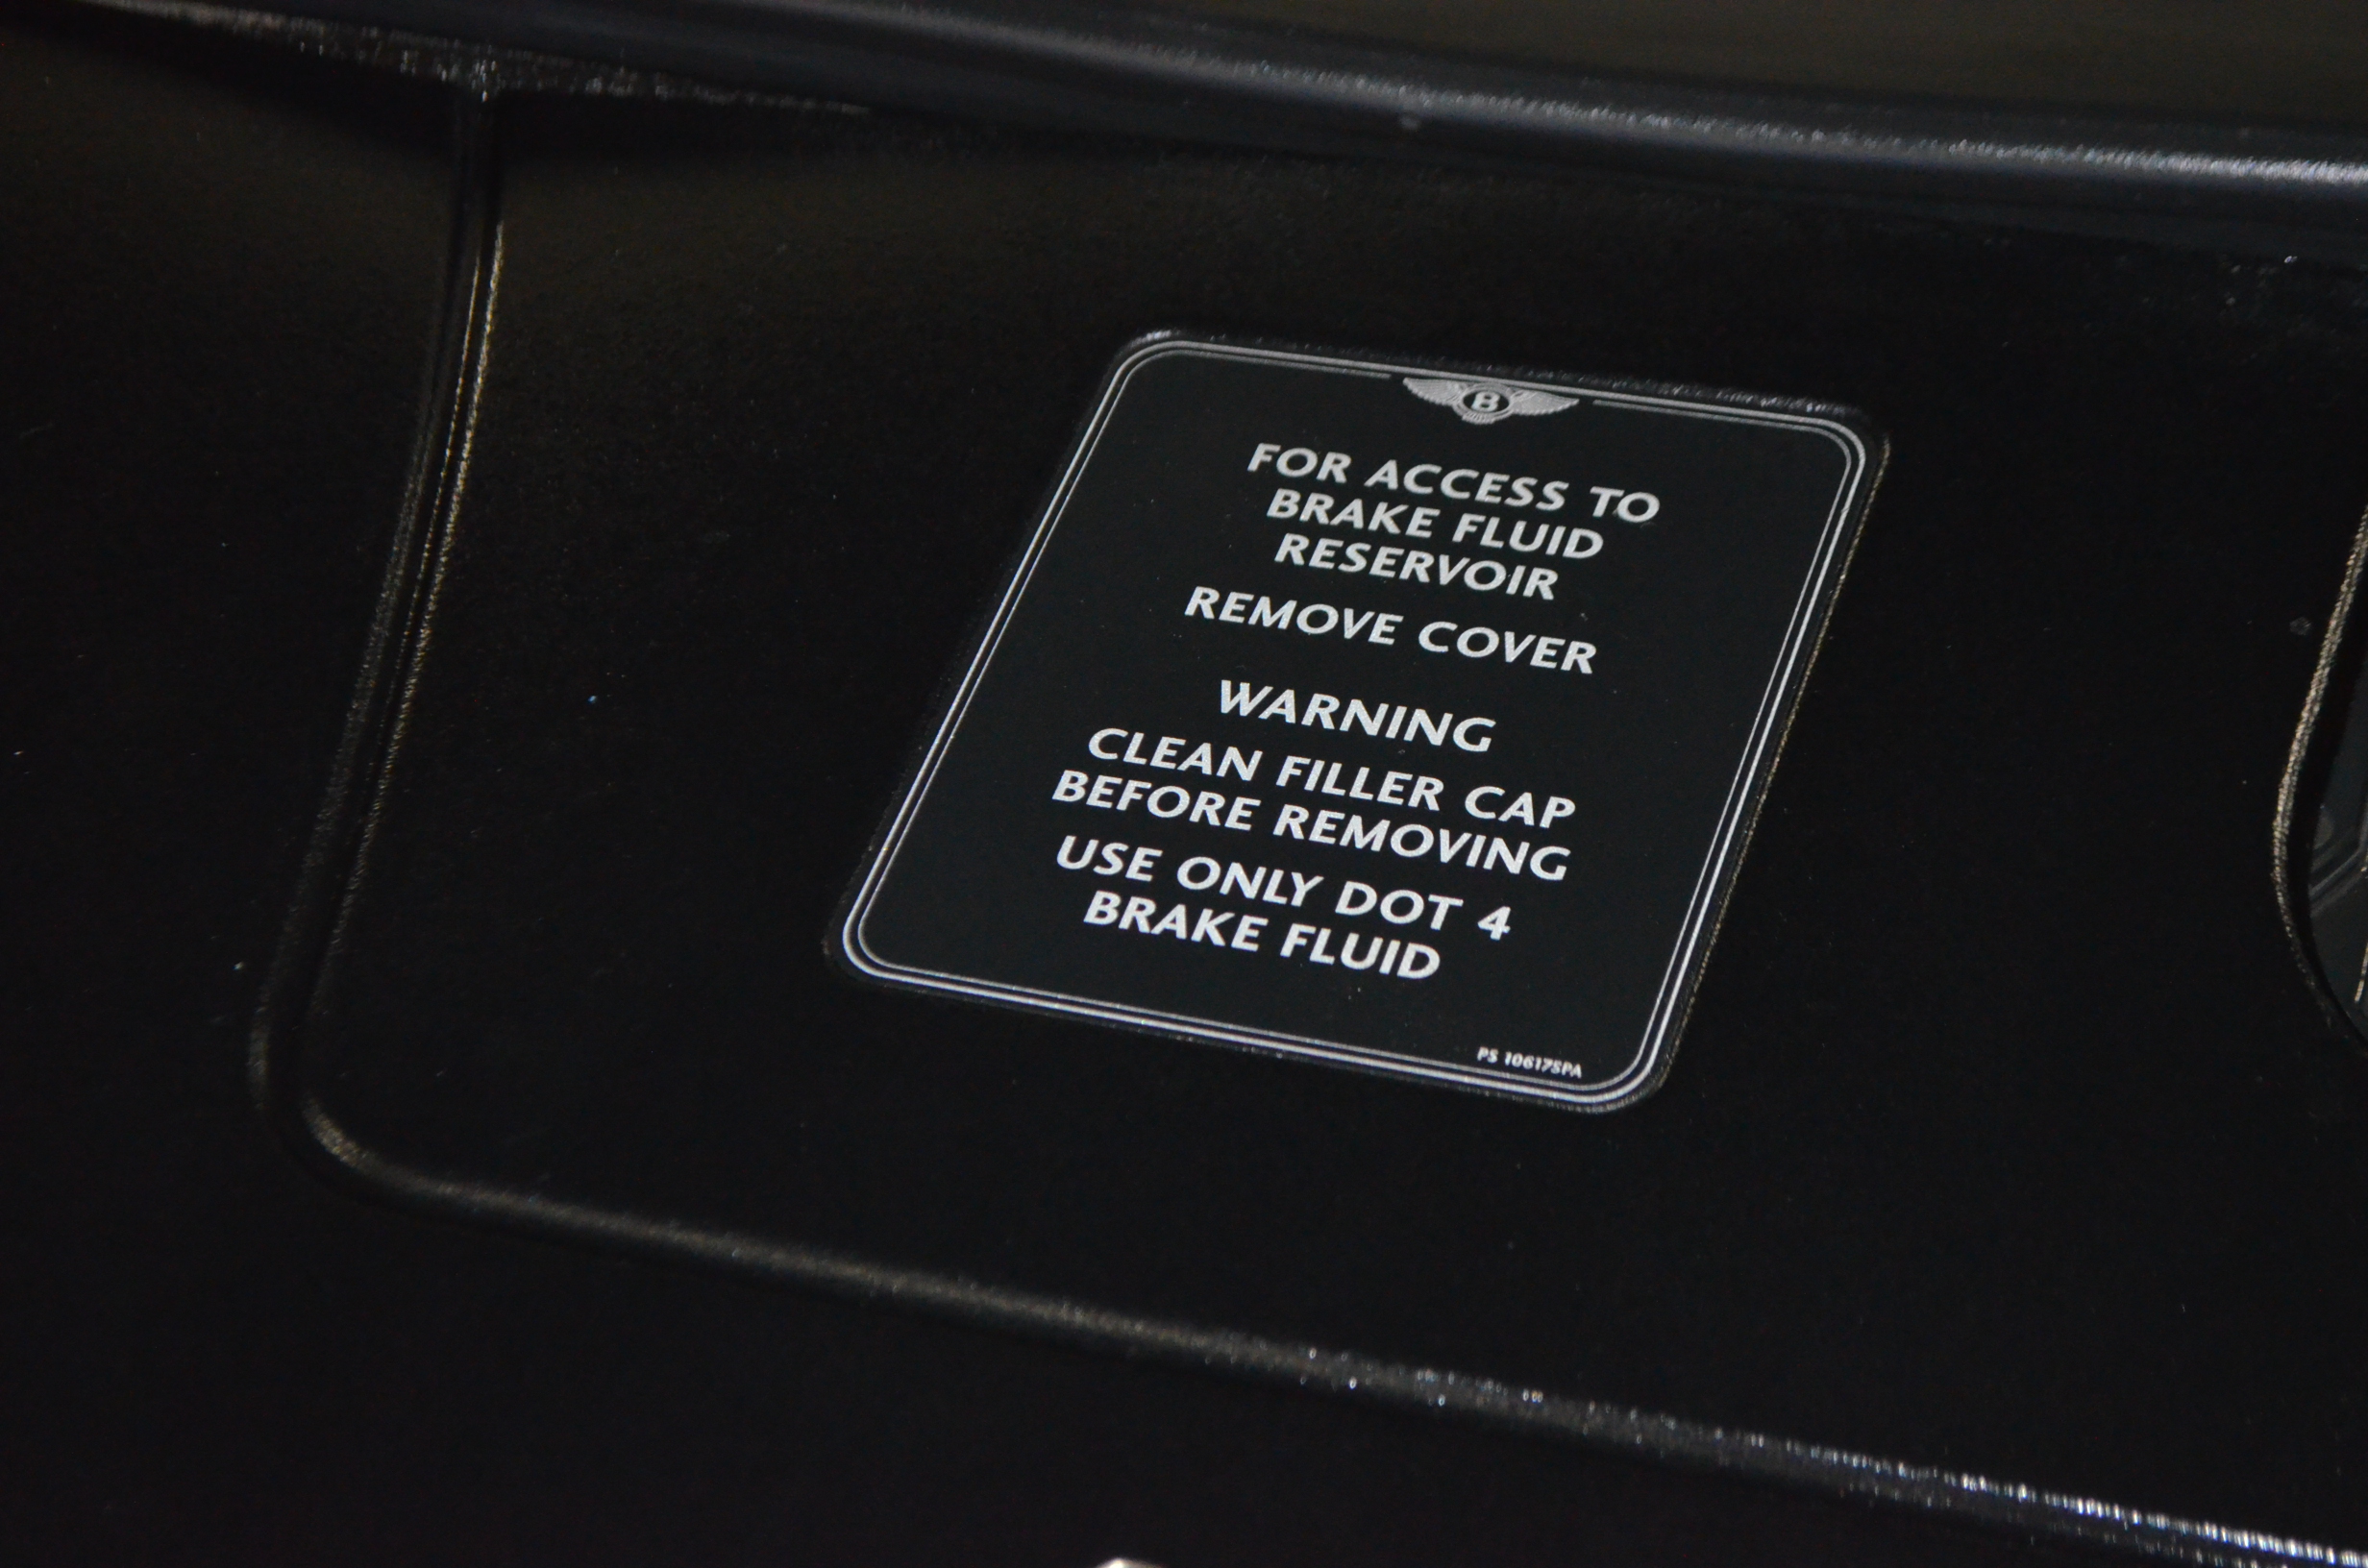 B
FOR ACCESS TO
BRAKE FLUID
RESERVOIR
REMOVE COVER
WARNING
CLEAN FILLER CAP
BEFORE REMOVING
USE ONLY DOT 4
BRAKE FLUID
PS 106175PA